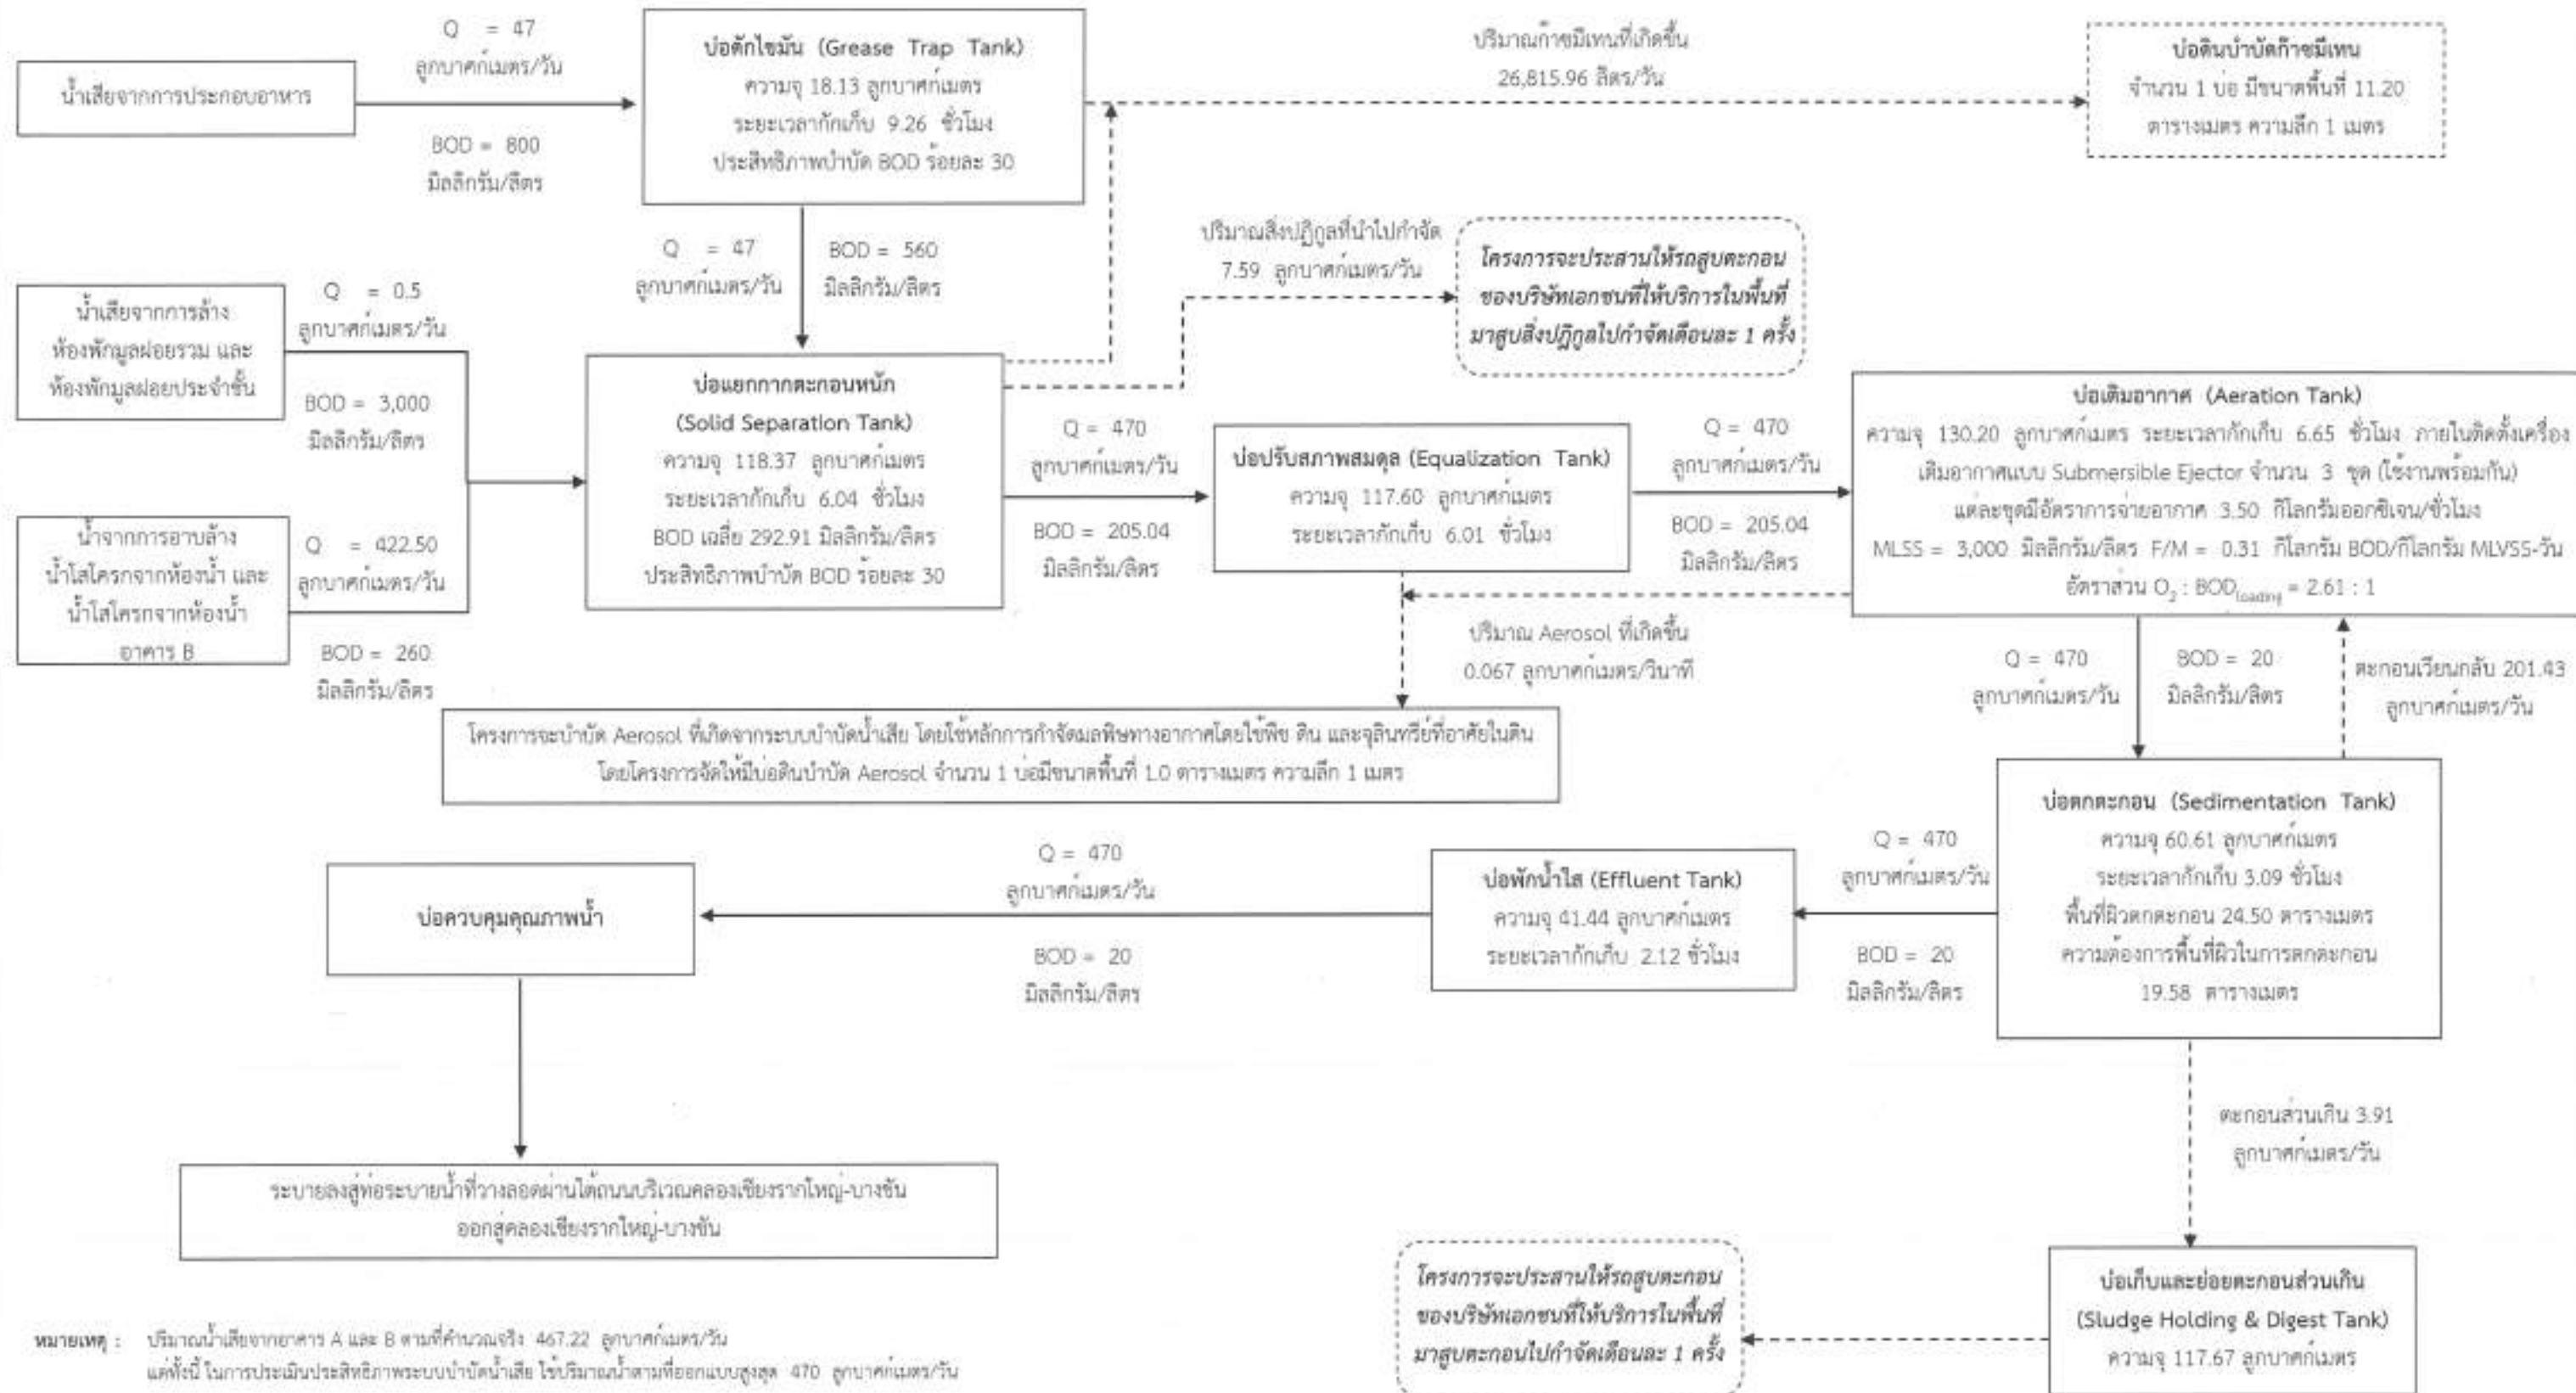 Q = 47
ลูกบาศก์เมตร/วัน
น้ำเสียจากการประกอบอาหาร
BOD = 800
มิลลิกรัม/ลิตร
บ่อดักไขมัน (Grease Trap Tank)
ความจุ 18.13 ลูกบาศก์เมตร
ระยะเวลากักเก็บ 9.26 ชั่วโมง
ประสิทธิภาพบำบัด BOD ร้อยละ 30
ปริมาณก๊าซมีเทนที่เกิดขึ้น
26,815.96 ลิตร/วัน
บ่อดินบำบัดก๊าซมีเทน
จำนวน 1 บ่อ มีขนาดพื้นที่ 11.20
ตารางเมตร ความลึก 1 เมตร
Q = 47
ลูกบาศก์เมตร/วัน
BOD = 560
มิลลิกรัม/ลิตร
ปริมาณสิ่งปฏิกูลที่นำไปกำจัด
7.59 ลูกบาศก์เมตร/วัน
โครงการจะประสานให้รถสูบตะกอน
ของบริษัทเอกชนที่ให้บริการในพื้นที่
มาสูบสิ่งปฏิกูลไปกำจัดเดือนละ 1 ครั้ง
น้ำเสียจากการล้าง
ห้องพักมูลฝอยรวม และ
ห้องพักมูลฝอยประจำชั้น
Q = 0.5
ลูกบาศก์เมตร/วัน
BOD = 3,000
มิลลิกรัม/ลิตร
น้ำจากการอาบล้าง
น้ำโสโครกจากห้องน้ำ และ
น้ำโสโครกจากห้องน้ำ
อาคาร B
Q = 422.50
ลูกบาศก์เมตร/วัน
BOD = 260
มิลลิกรัม/ลิตร
บ่อแยกกากตะกอนหนัก
(Solid Separation Tank)
ความจุ 118.37 ลูกบาศก์เมตร
ระยะเวลากักเก็บ 6.04 ชั่วโมง
BOD เฉลี่ย 292.91 มิลลิกรัม/ลิตร
ประสิทธิภาพบำบัด BOD ร้อยละ 30
Q = 470
ลูกบาศก์เมตร/วัน
BOD = 205.04
มิลลิกรัม/ลิตร
บ่อปรับสภาพสมดุล (Equalization Tank)
ความจุ 117.60 ลูกบาศก์เมตร
ระยะเวลากักเก็บ 6.01 ชั่วโมง
Q = 470
ลูกบาศก์เมตร/วัน
BOD = 205.04
มิลลิกรัม/ลิตร
บ่อเติมอากาศ (Aeration Tank)
ความจุ 130.20 ลูกบาศก์เมตร ระยะเวลากักเก็บ 6.65 ชั่วโมง ภายในติดตั้งเครื่อง
เติมอากาศแบบ Submersible Ejector จำนวน 3 ชุด (ใช้งานพร้อมกัน)
แต่ละชุดมีอัตราการจ่ายอากาศ 3.50 กิโลกรัมออกซิเจน/ชั่วโมง
MLSS = 3,000 มิลลิกรัม/ลิตร F/M = 0.31 กิโลกรัม BOD/กิโลกรัม MLVSS-วัน
อัตราส่วน O2 : BODloading = 2.61 : 1
ปริมาณ Aerosol ที่เกิดขึ้น
0.067 ลูกบาศก์เมตร/วินาที
โครงการจะบำบัด Aerosol ที่เกิดจากระบบบำบัดน้ำเสีย โดยใช้หลักการกำจัดมลพิษทางอากาศโดยใช้พืช ดิน และจุลินทรีย์ที่อาศัยในดิน
โดยโครงการจัดให้มีบ่อดินบำบัด Aerosol จำนวน 1 บ่อมีขนาดพื้นที่ 1.0 ตารางเมตร ความลึก 1 เมตร
Q = 470
ลูกบาศก์เมตร/วัน
BOD = 20
มิลลิกรัม/ลิตร
ตะกอนเวียนกลับ 201.43
ลูกบาศก์เมตร/วัน
บ่อตกตะกอน (Sedimentation Tank)
ความจุ 60.61 ลูกบาศก์เมตร
ระยะเวลากักเก็บ 3.09 ชั่วโมง
พื้นที่ผิวตกตะกอน 24.50 ตารางเมตร
ความต้องการพื้นที่ผิวในการตกตะกอน
19.58 ตารางเมตร
Q = 470
ลูกบาศก์เมตร/วัน
BOD = 20
มิลลิกรัม/ลิตร
บ่อพักน้ำใส (Effluent Tank)
ความจุ 41.44 ลูกบาศก์เมตร
ระยะเวลากักเก็บ 2.12 ชั่วโมง
Q = 470
ลูกบาศก์เมตร/วัน
BOD = 20
มิลลิกรัม/ลิตร
บ่อควบคุมคุณภาพน้ำ
ระบายลงสู่ท่อระบายน้ำที่วางลอดผ่านใต้ถนนบริเวณคลองเชียงรากใหญ่-บางขัน
ออกสู่คลองเชียงรากใหญ่-บางขัน
ตะกอนส่วนเกิน 3.91
ลูกบาศก์เมตร/วัน
บ่อเก็บและย่อยตะกอนส่วนเกิน
(Sludge Holding & Digest Tank)
ความจุ 117.67 ลูกบาศก์เมตร
โครงการจะประสานให้รถสูบตะกอน
ของบริษัทเอกชนที่ให้บริการในพื้นที่
มาสูบตะกอนไปกำจัดเดือนละ 1 ครั้ง
หมายเหตุ : ปริมาณน้ำเสียจากอาคาร A และ B ตามที่คำนวณจริง 467.22 ลูกบาศก์เมตร/วัน
แต่ทั้งนี้ ในการประเมินประสิทธิภาพระบบบำบัดน้ำเสีย ใช้ปริมาณน้ำตามที่ออกแบบสูงสุด 470 ลูกบาศก์เมตร/วัน